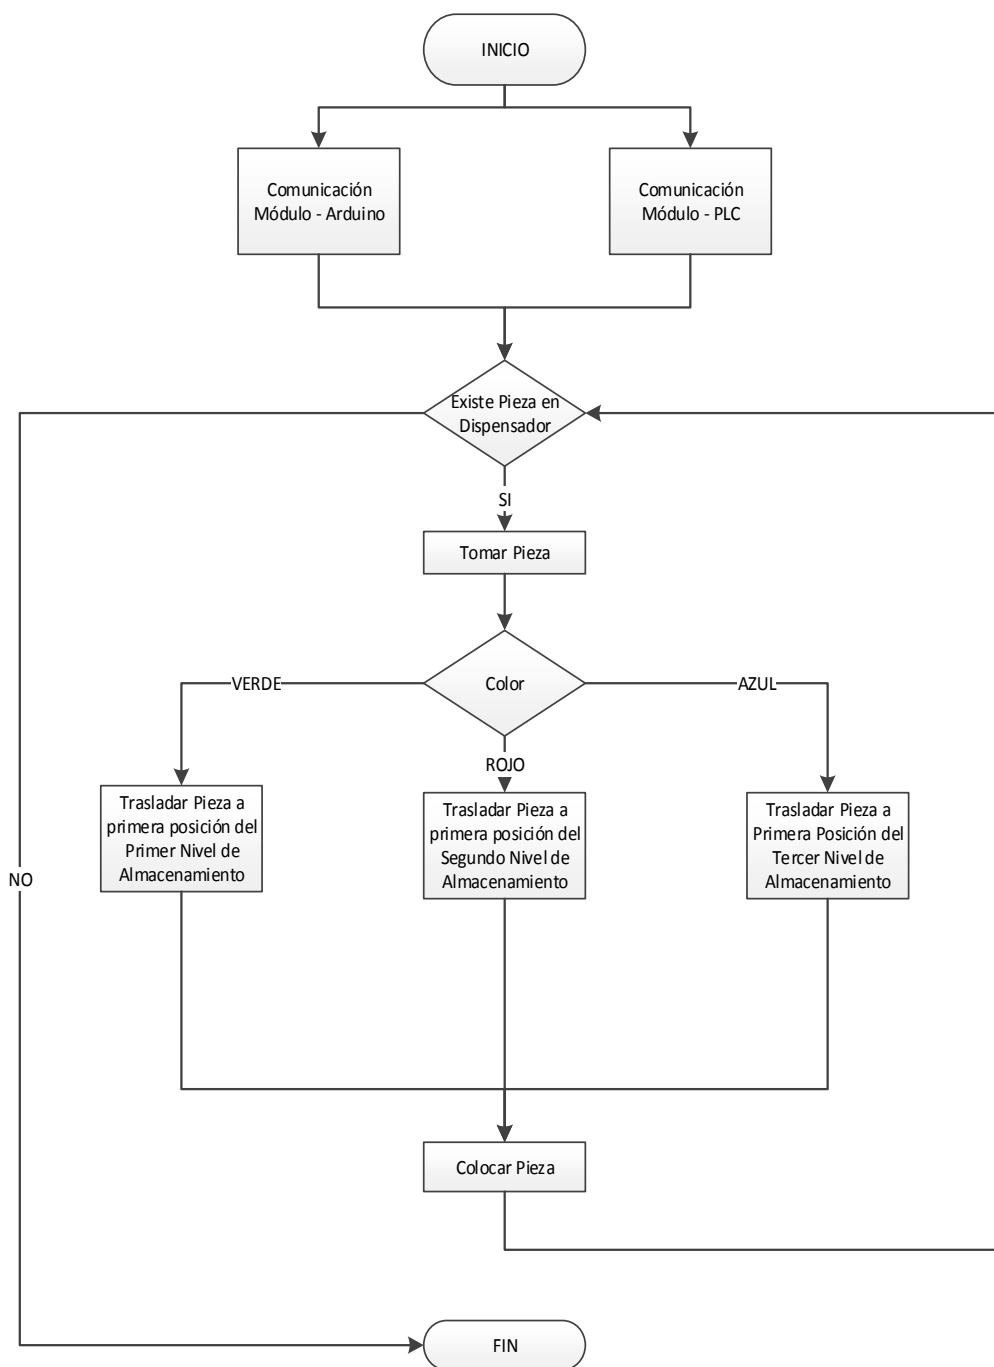 INICIO
Comunicación
Módulo - Arduino
Comunicación
Módulo - PLC
Existe Pieza en
Dispensador
SI
Tomar Pieza
VERDE
Color
AZUL
ROJO
Trasladar Pieza a
primera posición del
Primer Nivel de
Almacenamiento
Trasladar Pieza a
primera posición del
Segundo Nivel de
Almacenamiento
Trasladar Pieza a
Primera Posición del
Tercer Nivel de
Almacenamiento
NO
Colocar Pieza
FIN